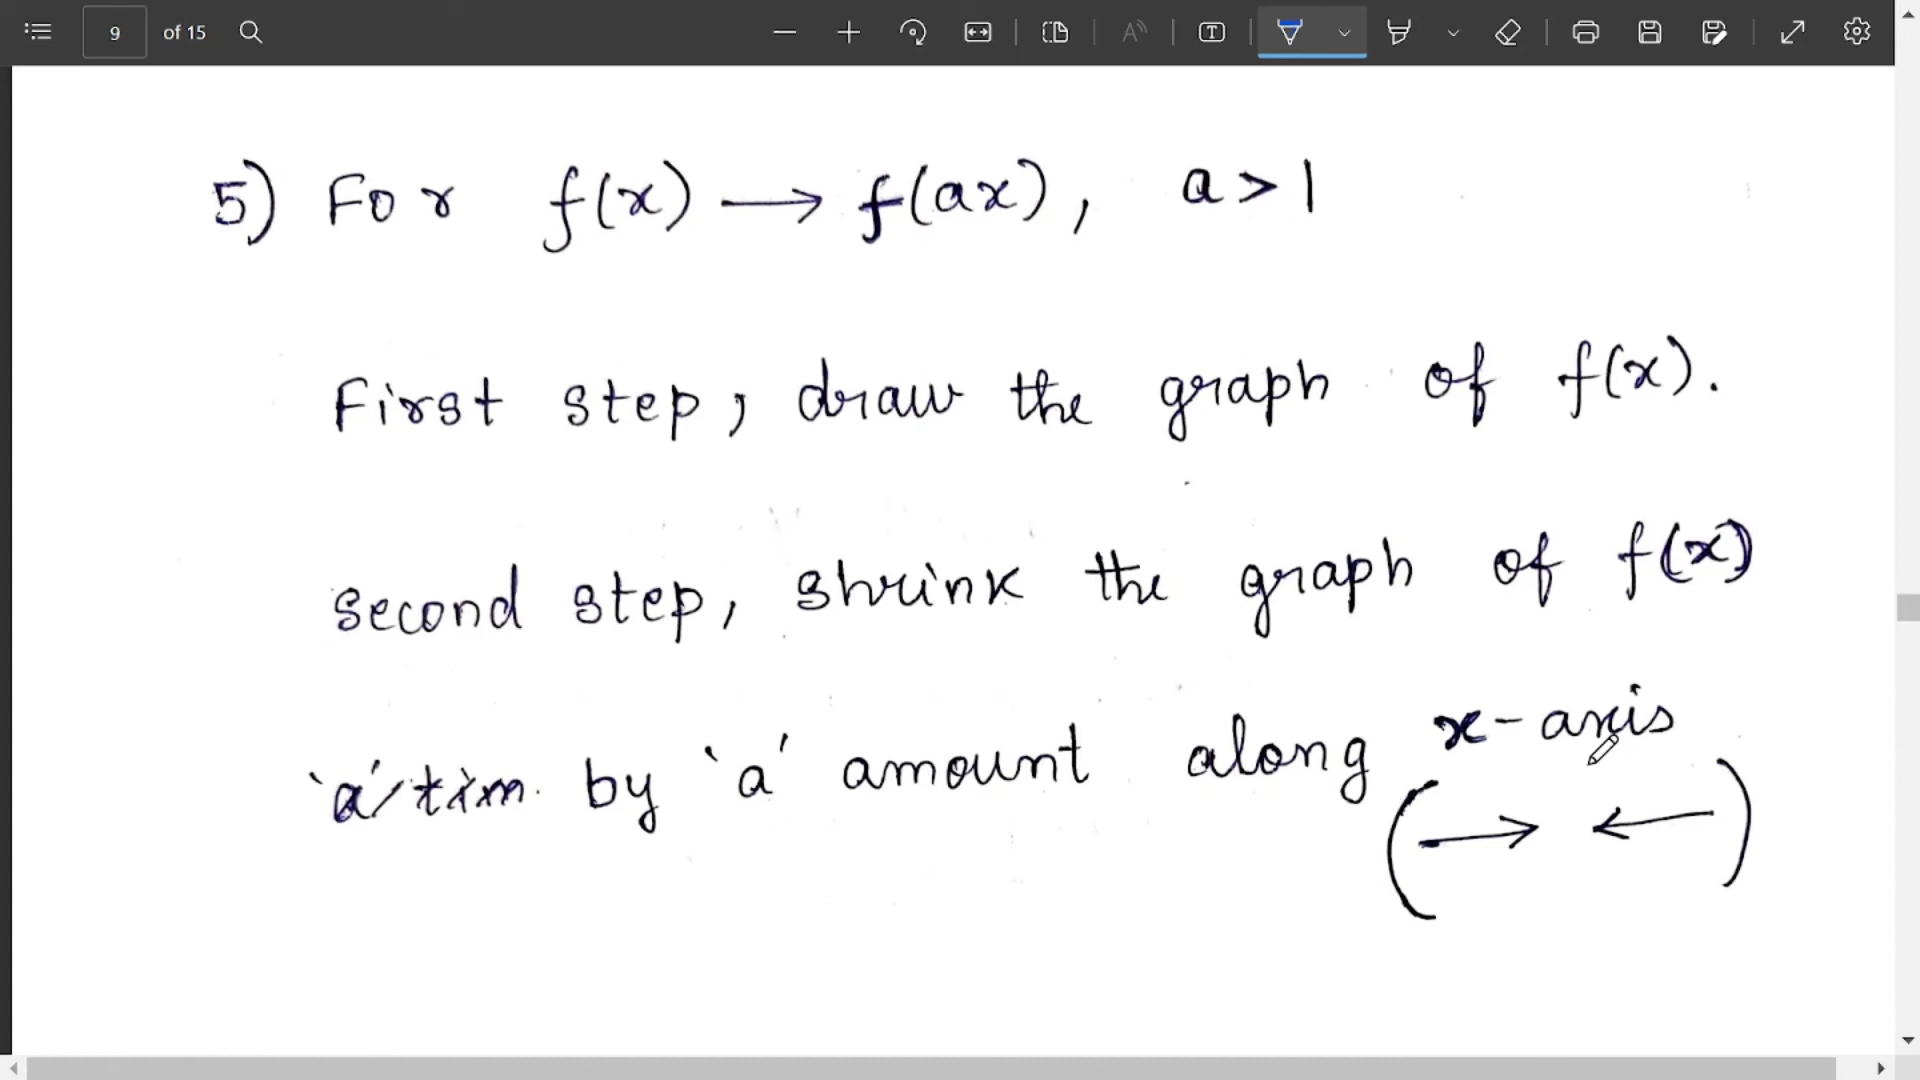 9 of 15
5) For f(x) → f(ax), a > 1
First step, draw the graph of f(x).
second step, shrink the graph of f(x)
by 'a' amount along x-axis
(→ ←)